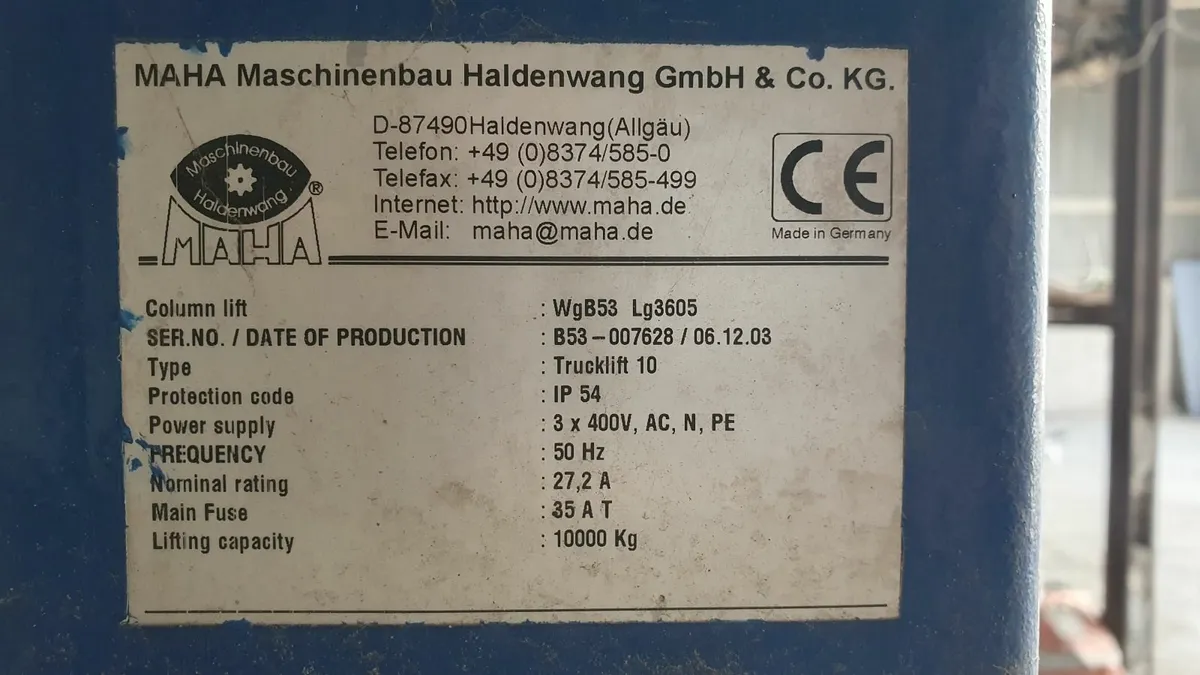 MAHA Maschinenbau Haldenwang GmbH & Co. KG.
D-87490Haldenwang(Allgäu)
Telefon: +49 (0)8374/585-0
Telefax: +49 (0)8374/585-499
Internet: http://www.maha.de
E-Mail: maha@maha.de
MaschInenbau
Haldenwang
®
MAHA
CE
Made in Germany
Column lift : WgB53 Lg3605
SER.NO. / DATE OF PRODUCTION : B53-007628 / 06.12.03
Type : Trucklift 10
Protection code : IP 54
Power supply : 3 x 400V, AC, N, PE
FREQUENCY : 50 Hz
Nominal rating : 27,2 A
Main Fuse : 35 A T
Lifting capacity : 10000 Kg